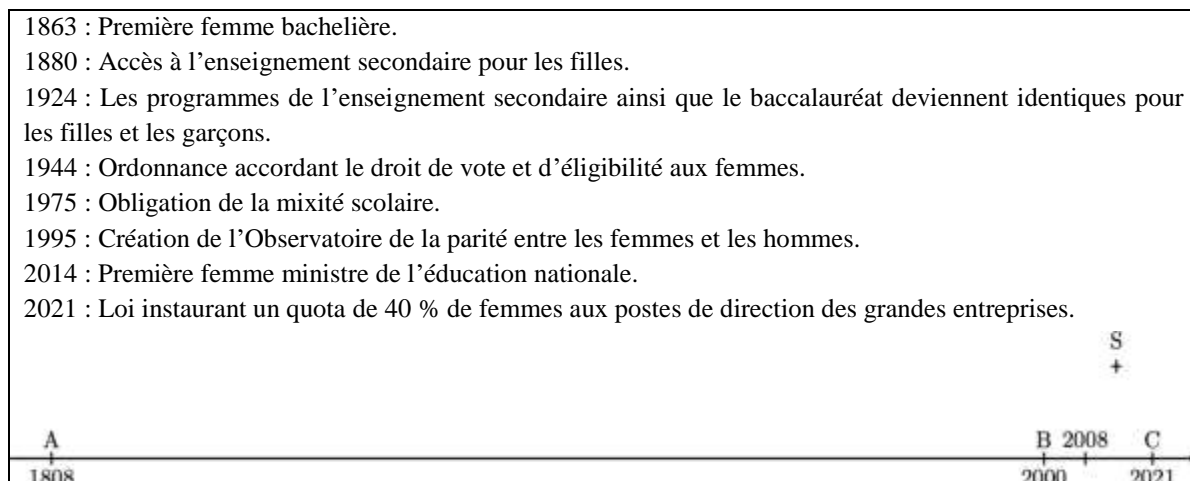 1863 : Première femme bachelière.
1880 : Accès à l’enseignement secondaire pour les filles.
1924 : Les programmes de l’enseignement secondaire ainsi que le baccalauréat deviennent identiques pour
les filles et les garçons.
1944 : Ordonnance accordant le droit de vote et d’éligibilité aux femmes.
1975 : Obligation de la mixité scolaire.
1995 : Création de l’Observatoire de la parité entre les femmes et les hommes.
2014 : Première femme ministre de l’éducation nationale.
2021 : Loi instaurant un quota de 40 % de femmes aux postes de direction des grandes entreprises.
S
A B 2008 C
1808 2000 2021